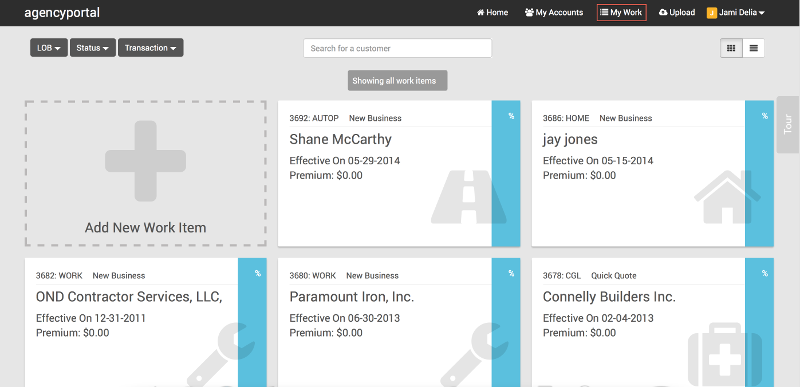 agencyportal
Home My Accounts My Work Upload J Jami Delia
LOB Status Transaction
Search for a customer
Showing all work items
Tour
Add New Work Item
3692: AUTOP New Business %
Shane McCarthy
Effective On 05-29-2014
Premium: $0.00
3686: HOME New Business %
jay jones
Effective On 05-15-2014
Premium: $0.00
3682: WORK New Business %
OND Contractor Services, LLC,
Effective On 12-31-2011
Premium: $0.00
3680: WORK New Business %
Paramount Iron, Inc.
Effective On 06-30-2013
Premium: $0.00
3678: CGL Quick Quote %
Connelly Builders Inc.
Effective On 02-04-2013
Premium: $0.00